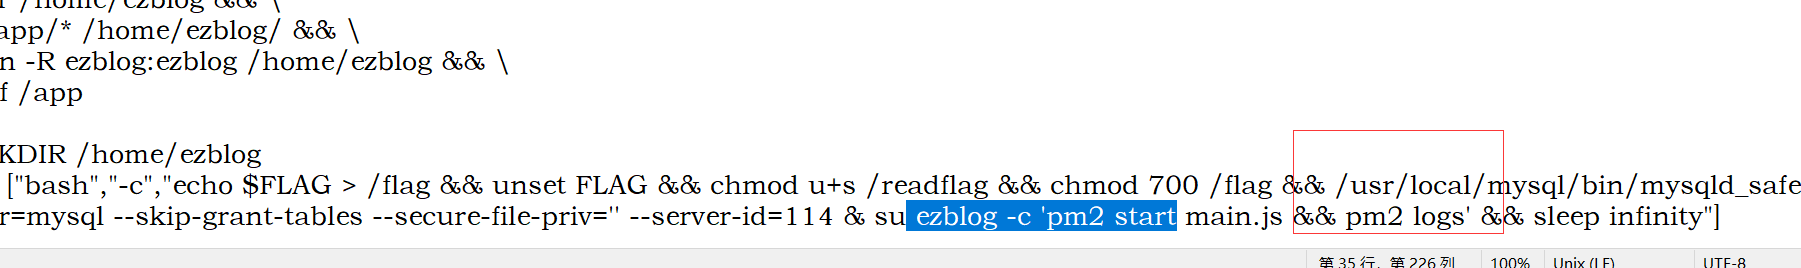 /home/ezblog && \
app/* /home/ezblog/ && \
n -R ezblog:ezblog /home/ezblog && \
f /app
KDIR /home/ezblog
["bash","-c","echo $FLAG > /flag && unset FLAG && chmod u+s /readflag && chmod 700 /flag && /usr/local/mysql/bin/mysqld_safe
r=mysql --skip-grant-tables --secure-file-priv='' --server-id=114 & su ezblog -c 'pm2 start main.js && pm2 logs' && sleep infinity"]
第 35 行，第 226 列 100% Unix (LF) UTF-8